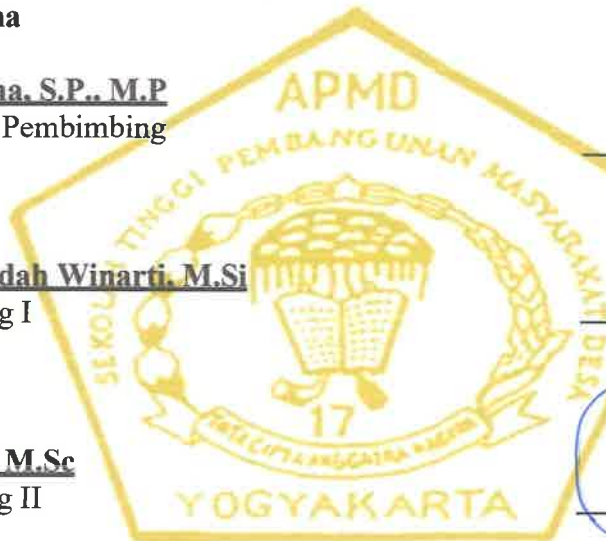 na
na, S.P., M.P
Pembimbing
APMD
SEKOLAH TINGGI PEMBANGUNAN MASYARAKAT DESA
dah Winarti, M.Si
g I
17
M.Sc
g II
YOGYAKARTA